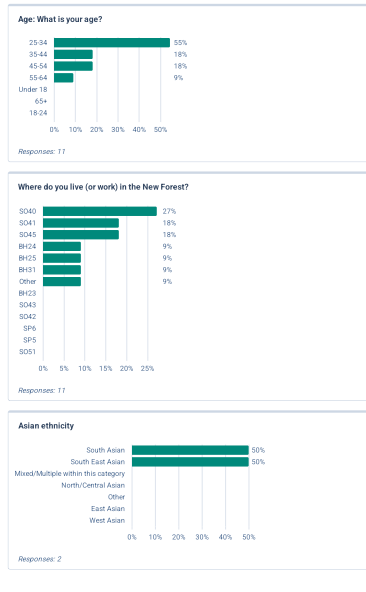 Age: What is your age?
25-34 55%
35-44 18%
45-54 18%
55-64 9%
Under 18
65+
18-24
0% 10% 20% 30% 40% 50%
Responses: 11
Where do you live (or work) in the New Forest?
SO40 27%
SO41 18%
SO45 18%
BH24 9%
BH25 9%
BH31 9%
Other 9%
BH23
SO43
SO42
SP6
SP5
SO51
0% 5% 10% 15% 20% 25%
Responses: 11
Asian ethnicity
South Asian 50%
South East Asian 50%
Mixed/Multiple within this category
North/Central Asian
Other
East Asian
West Asian
0% 10% 20% 30% 40% 50%
Responses: 2